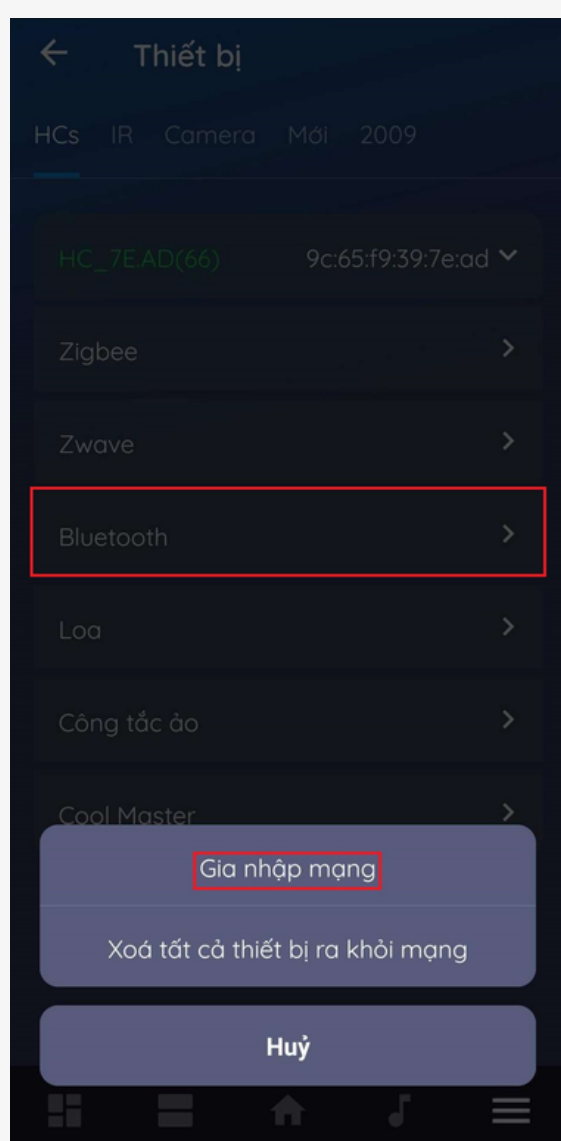 Thiết bị
HCs IR Camera Mới 2009
HC_7E.AD(66) 9c:65:f9:39:7e:ad
Zigbee
Zwave
Bluetooth
Loa
Công tắc ảo
Cool Master
Gia nhập mạng
Xoá tất cả thiết bị ra khỏi mạng
Huỷ